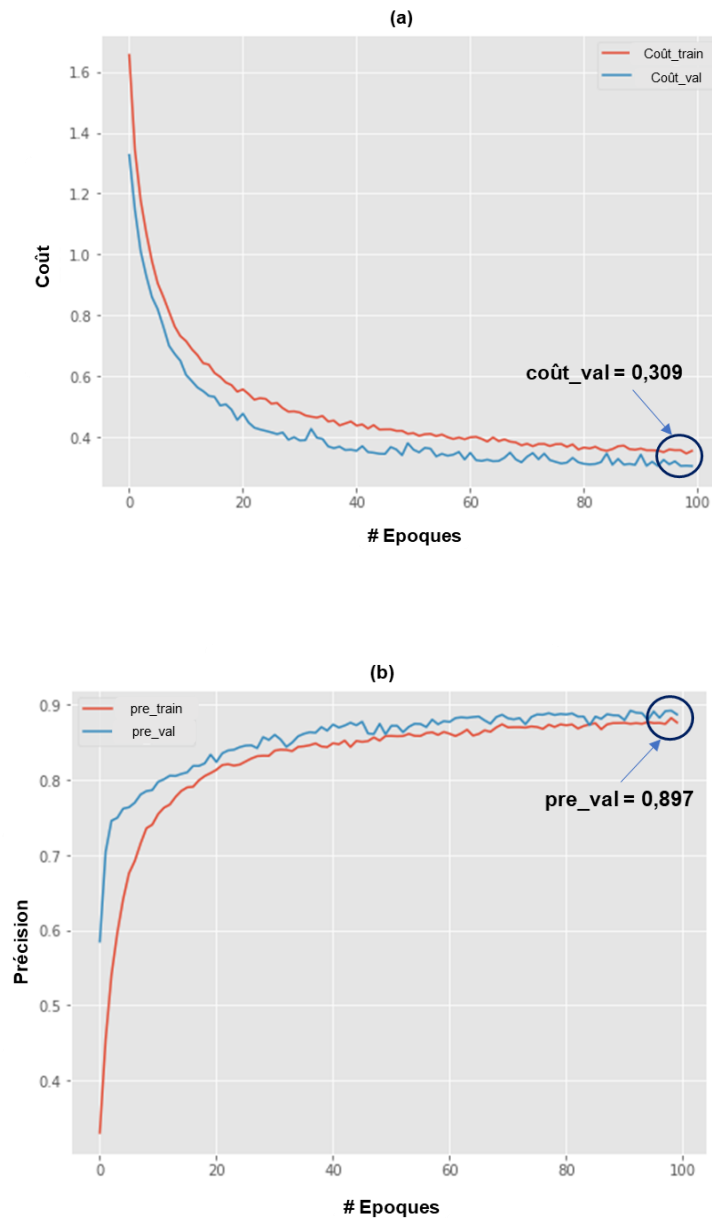 (a)
Coût_train
Coût_val
1.6
1.4
1.2
1.0
0.8
0.6
0.4
Coût
coût_val = 0,309
0
20
40
60
80
100
# Epoques
(b)
pre_train
pre_val
0.9
0.8
0.7
0.6
0.5
0.4
Précision
pre_val = 0,897
0
20
40
60
80
100
# Epoques